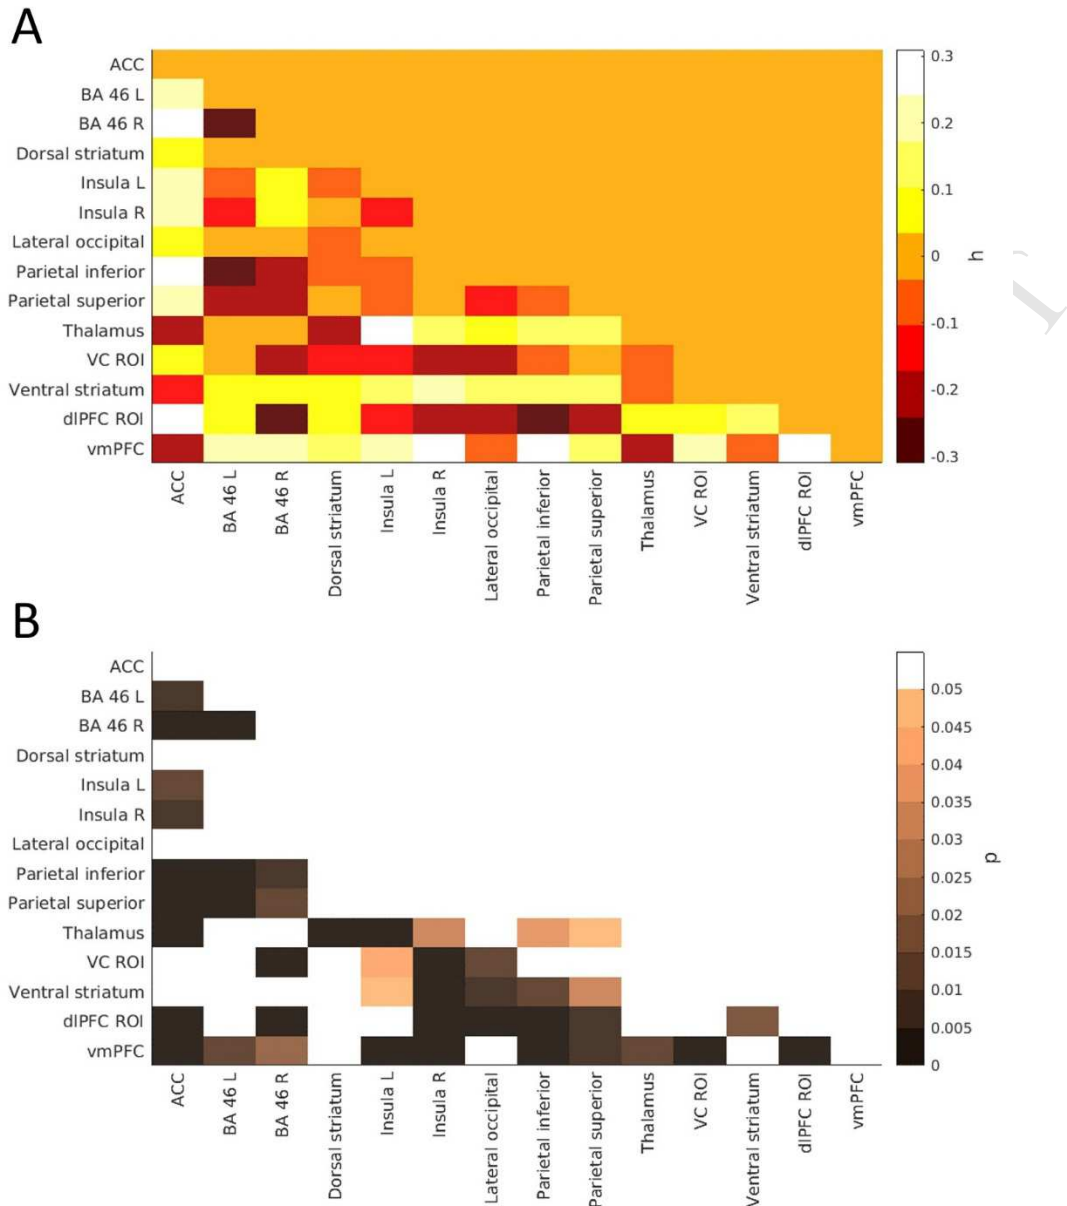 A
ACC
BA 46 L
BA 46 R
Dorsal striatum
Insula L
Insula R
Lateral occipital
Parietal inferior
Parietal superior
Thalamus
VC ROI
Ventral striatum
dlPFC ROI
vmPFC
ACC
BA 46 L
BA 46 R
Dorsal striatum
Insula L
Insula R
Lateral occipital
Parietal inferior
Parietal superior
Thalamus
VC ROI
Ventral striatum
dlPFC ROI
vmPFC
0.3
0.2
0.1
0
-0.1
-0.2
-0.3
h
B
ACC
BA 46 L
BA 46 R
Dorsal striatum
Insula L
Insula R
Lateral occipital
Parietal inferior
Parietal superior
Thalamus
VC ROI
Ventral striatum
dlPFC ROI
vmPFC
ACC
BA 46 L
BA 46 R
Dorsal striatum
Insula L
Insula R
Lateral occipital
Parietal inferior
Parietal superior
Thalamus
VC ROI
Ventral striatum
dlPFC ROI
vmPFC
0.05
0.045
0.04
0.035
0.03
0.025
0.02
0.015
0.01
0.005
0
p